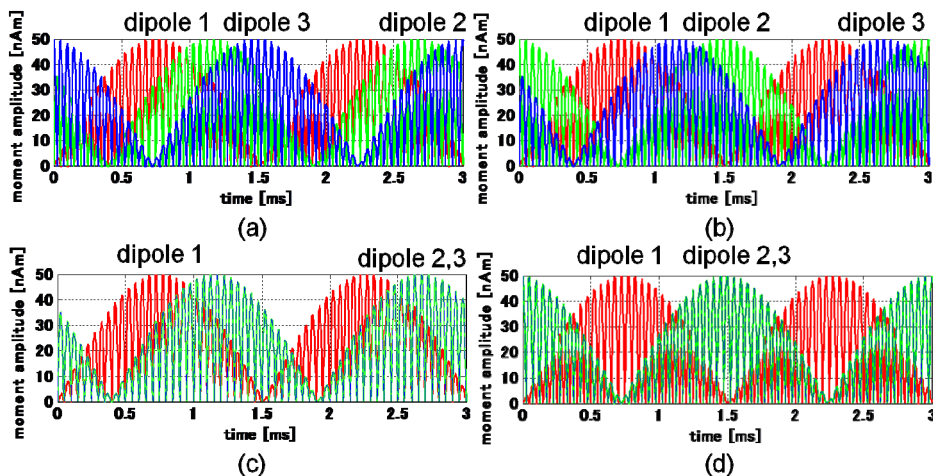 dipole 1 dipole 3 dipole 2
moment amplitude [nAm]
50
40
30
20
10
0
0 0.5 1 1.5 2 2.5 3
time [ms]
(a)
dipole 1 dipole 2 dipole 3
moment amplitude [nAm]
50
40
30
20
10
0
0 0.5 1 1.5 2 2.5 3
time [ms]
(b)
dipole 1 dipole 2,3
moment amplitude [nAm]
50
40
30
20
10
0
0 0.5 1 1.5 2 2.5 3
time [ms]
(c)
dipole 1 dipole 2,3
moment amplitude [nAm]
50
40
30
20
10
0
0 0.5 1 1.5 2 2.5 3
time [ms]
(d)